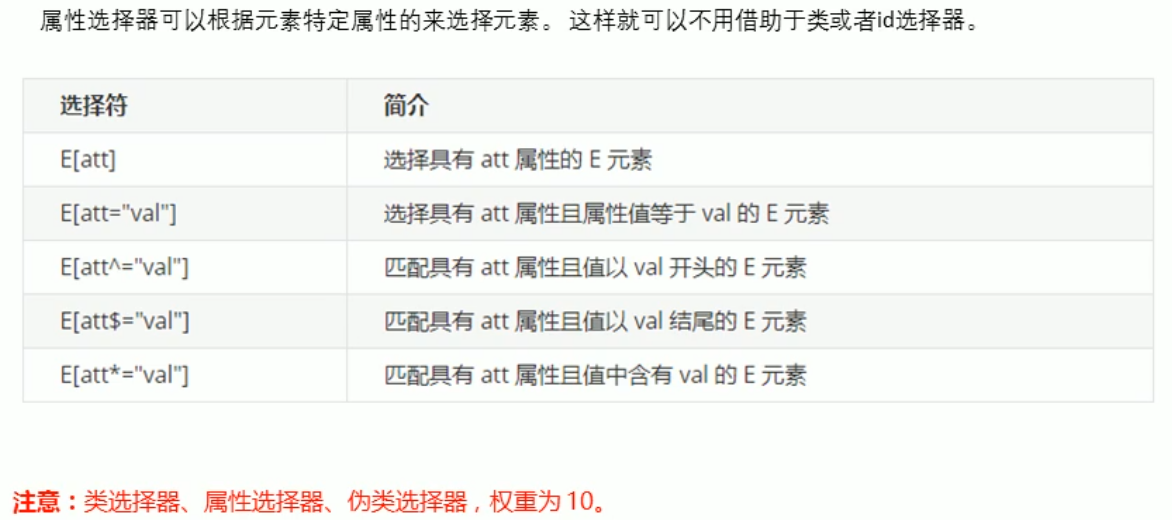 属性选择器可以根据元素特定属性的来选择元素。 这样就可以不用借助于类或者id选择器。
选择符 简介
E[att] 选择具有 att 属性的 E 元素
E[att="val"] 选择具有 att 属性且属性值等于 val 的 E 元素
E[att^="val"] 匹配具有 att 属性且值以 val 开头的 E 元素
E[att$="val"] 匹配具有 att 属性且值以 val 结尾的 E 元素
E[att*="val"] 匹配具有 att 属性且值中含有 val 的 E 元素
注意：类选择器、属性选择器、伪类选择器，权重为 10。